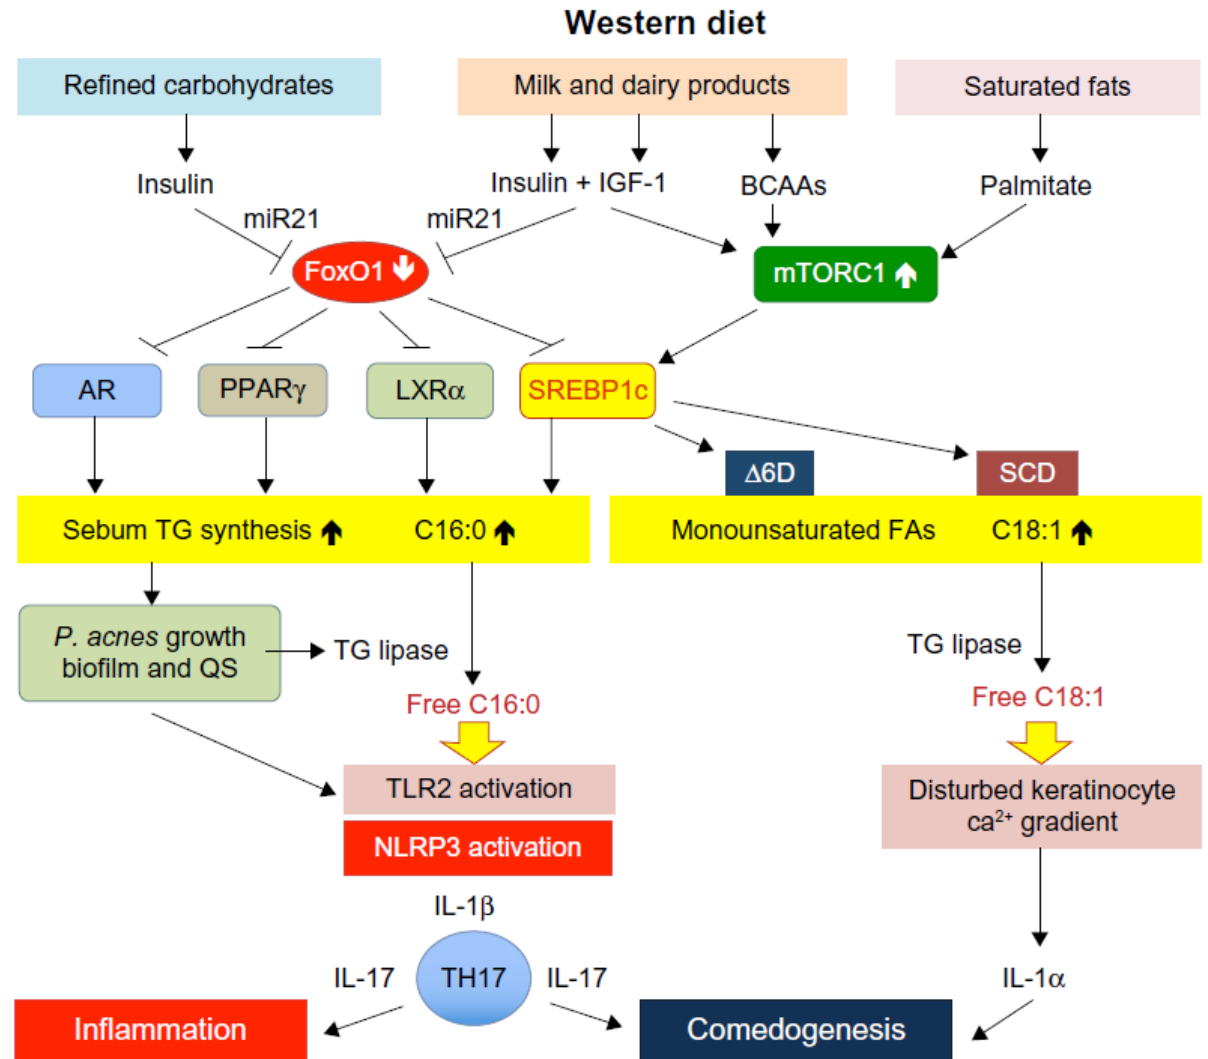 Western diet
Refined carbohydrates
Milk and dairy products
Saturated fats
Insulin
Insulin + IGF-1
BCAAs
Palmitate
miR21
miR21
FoxO1
mTORC1
AR
PPARγ
LXRα
SREBP1c
Δ6D
SCD
Sebum TG synthesis
C16:0
Monounsaturated FAs
C18:1
P. acnes growth
biofilm and QS
TG lipase
TG lipase
Free C16:0
Free C18:1
TLR2 activation
Disturbed keratinocyte
ca²⁺ gradient
NLRP3 activation
IL-1β
IL-17
TH17
IL-17
IL-1α
Inflammation
Comedogenesis